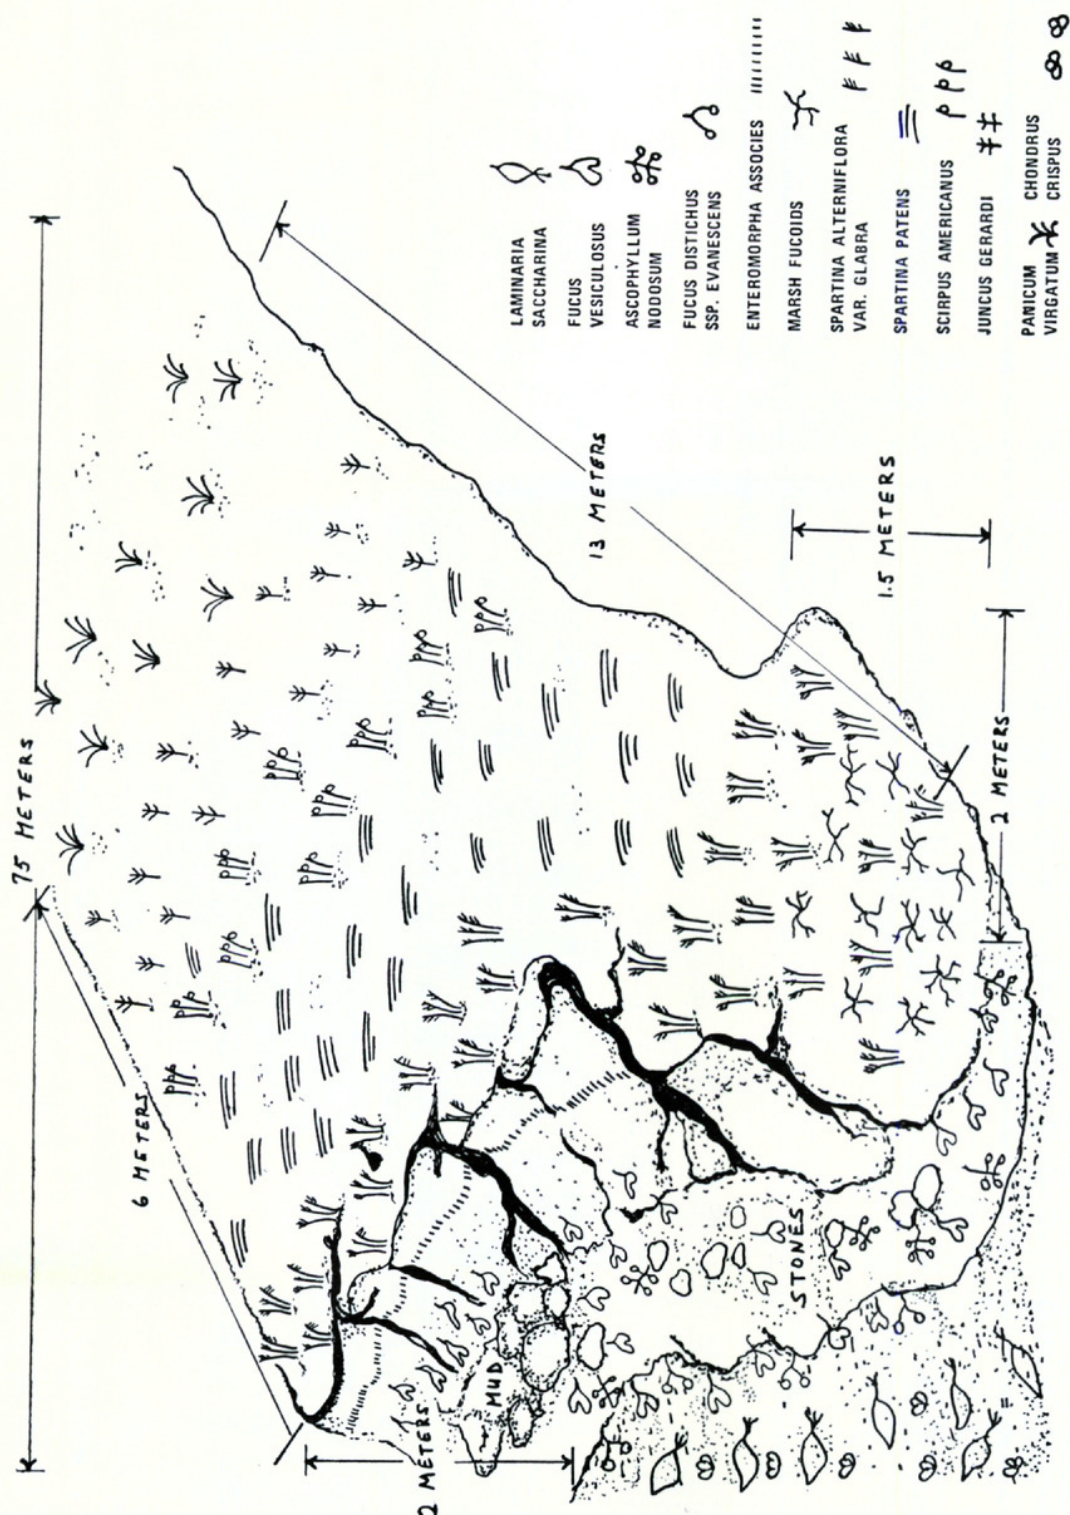 75 METERS
6 METERS
13 METERS
1.5 METERS
2 METERS
2 METERS
MUD
STONES
LAMINARIA
SACCHARINA
FUCUS
VESICULOSUS
ASCOPHYLLUM
NODOSUM
FUCUS DISTICHUS
SSP. EVANESCENS
ENTEROMORPHA ASSOCIES
MARSH FUCOIDS
SPARTINA ALTERNIFLORA
VAR. GLABRA
SPARTINA PATENS
SCIRPUS AMERICANUS
JUNCUS GERARDI
PANICUM CHONDRUS
VIRGATUM CRISPUS